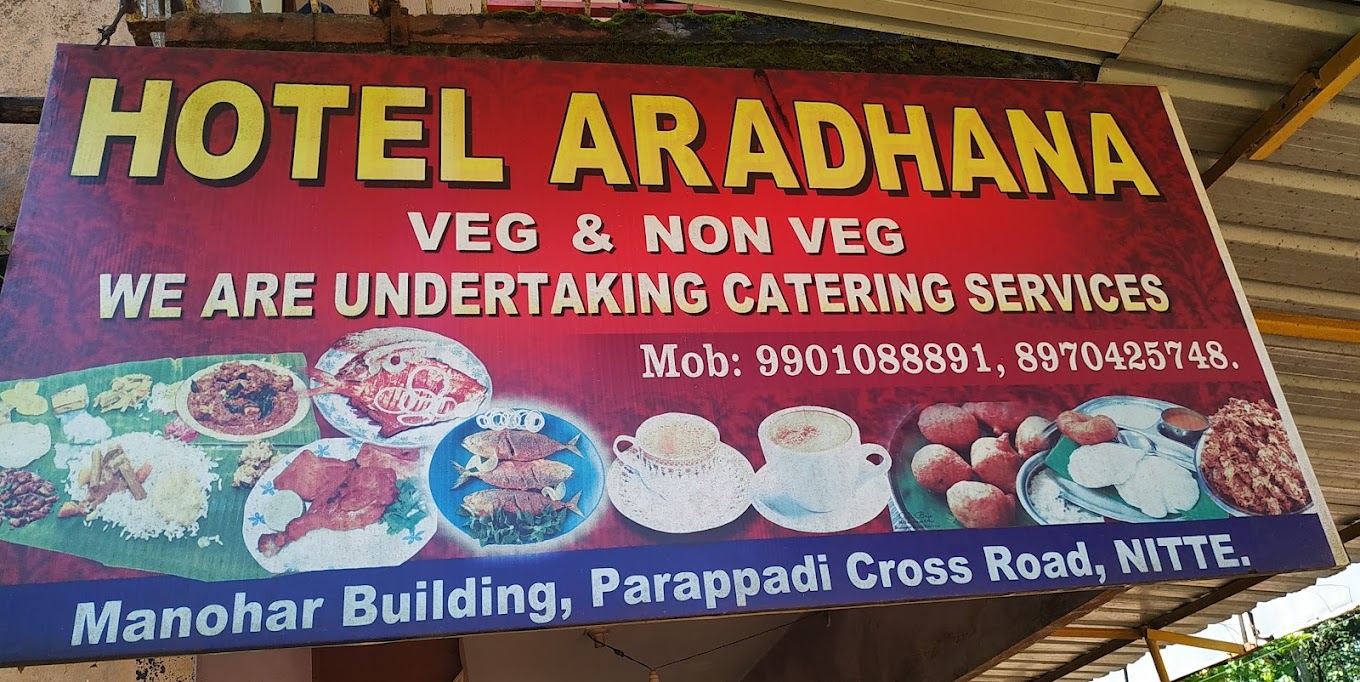 HOTEL ARADHANA
VEG & NON VEG
WE ARE UNDERTAKING CATERING SERVICES
Mob: 9901088891, 8970425748.
Manohar Building, Parappadi Cross Road, NITTE.